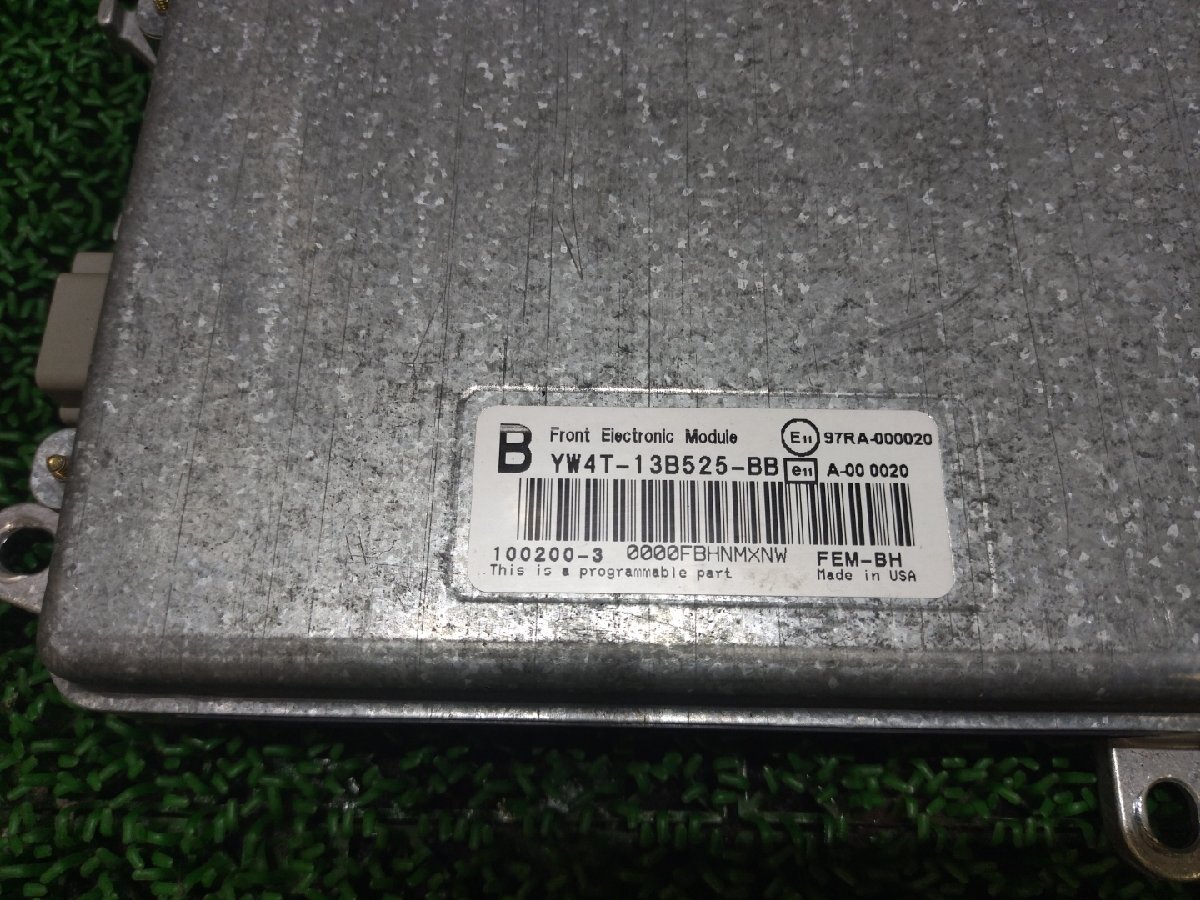 B Front Electronic Module E11 97RA-000020
YW4T-13B525-BB e11 A-00 0020
100200-3 0000FBHNMXNW FEM-BH
This is a programmable part Made in USA